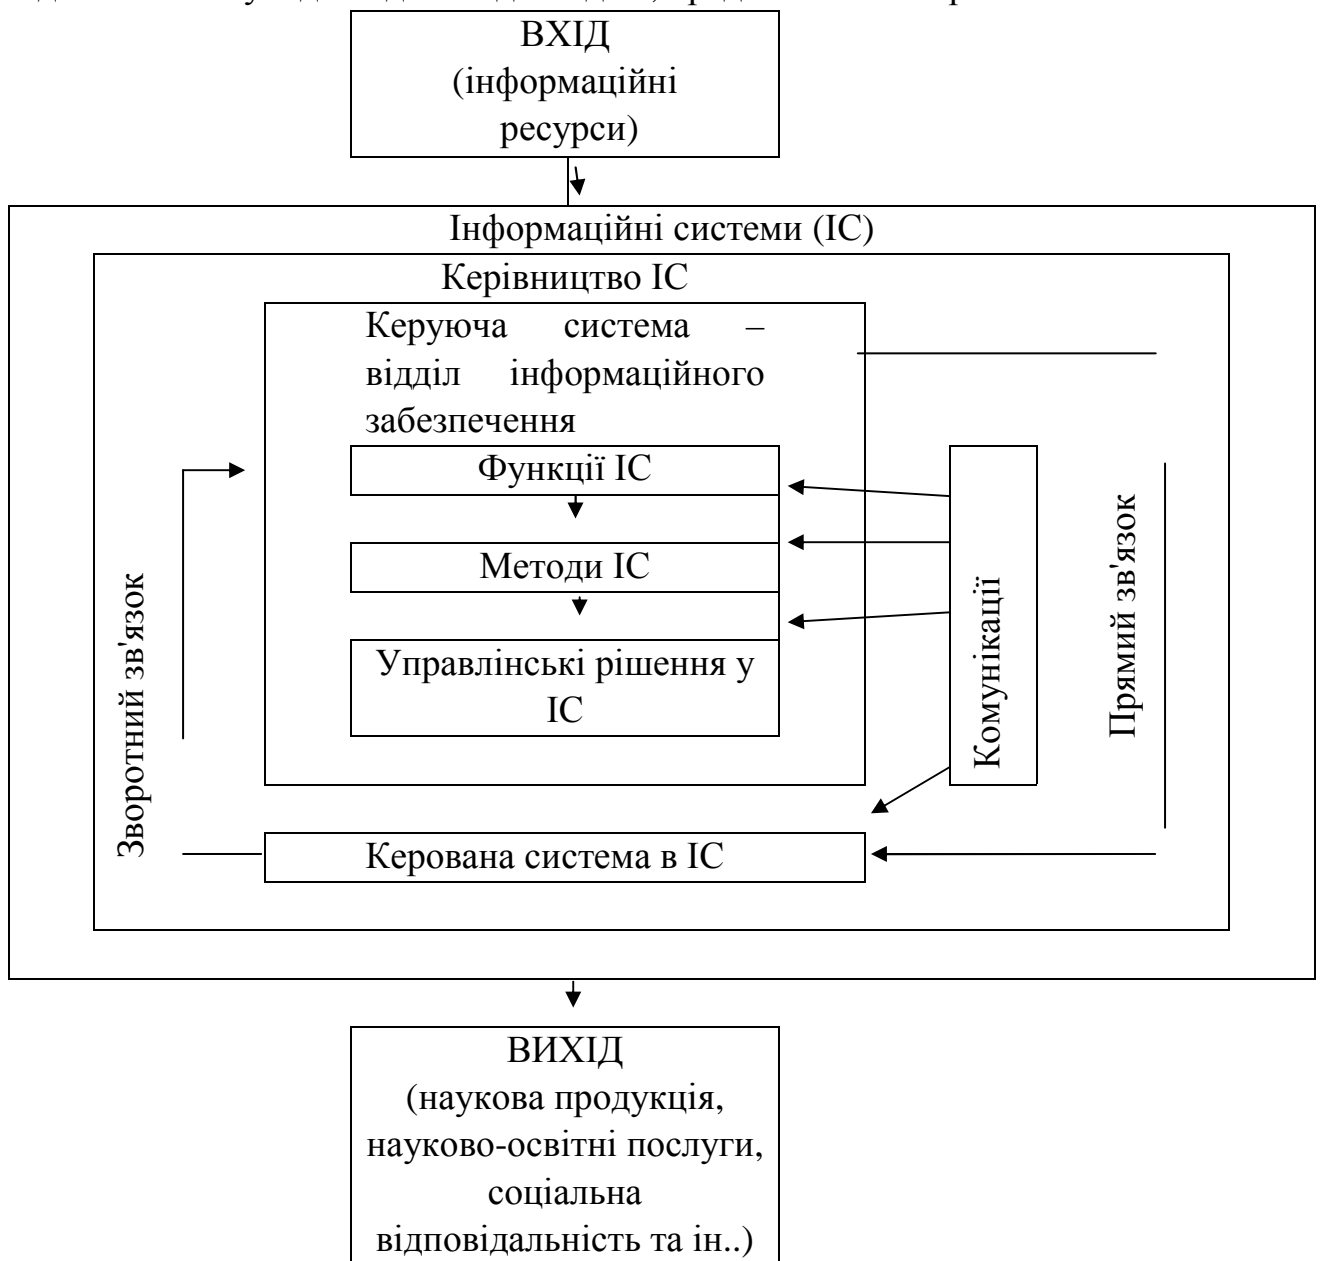 ВХІД
(інформаційні
ресурси)
Інформаційні системи (ІС)
Керівництво ІС
Керуюча система –
відділ інформаційного
забезпечення
Функції ІС
Методи ІС
Управлінські рішення у
ІС
Комунікації
Прямий зв'язок
Зворотний зв'язок
Керована система в ІС
ВИХІД
(наукова продукція,
науково-освітні послуги,
соціальна
відповідальність та ін..)